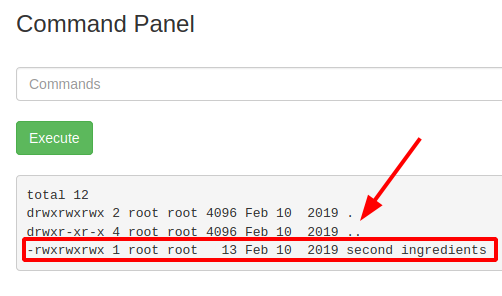 Command Panel
Commands
Execute
total 12
drwxrwxrwx 2 root root 4096 Feb 10  2019 .
drwxr-xr-x 4 root root 4096 Feb 10  2019 ..
-rwxrwxrwx 1 root root   13 Feb 10  2019 second ingredients